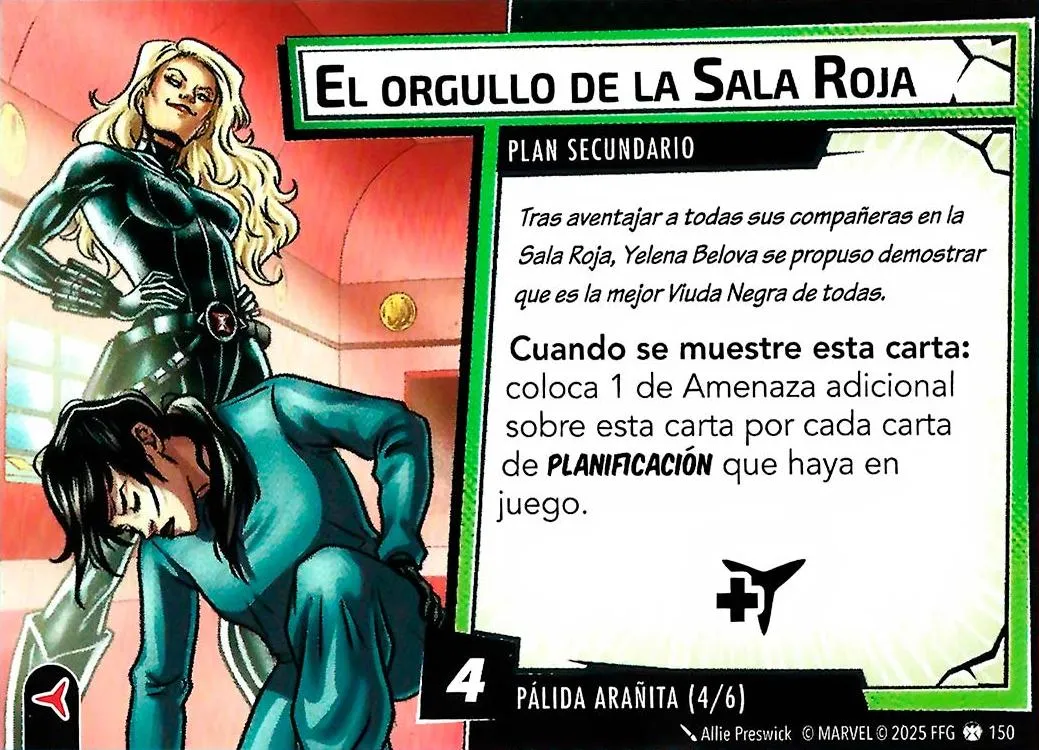 El orgullo de la Sala Roja
PLAN SECUNDARIO
Tras aventajar a todas sus compañeras en la
Sala Roja, Yelena Belova se propuso demostrar
que es la mejor Viuda Negra de todas.
Cuando se muestre esta carta:
coloca 1 de Amenaza adicional
sobre esta carta por cada carta
de PLANIFICACIÓN que haya en
juego.
4
PÁLIDA ARAÑITA (4/6)
Allie Preswick © MARVEL © 2025 FFG 150